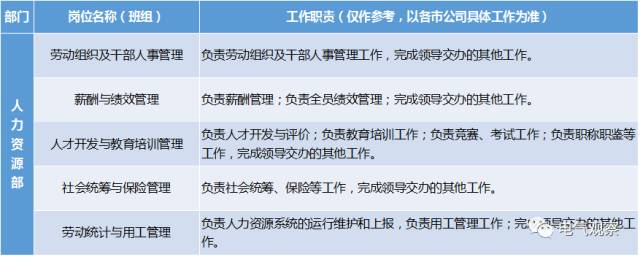 部门 岗位名称（班组） 工作职责（仅作参考，以各市公司具体工作为准）
人力资源部
劳动组织及干部人事管理 负责劳动组织及干部人事管理工作，完成领导交办的其他工作。
薪酬与绩效管理 负责薪酬管理；负责全员绩效管理；完成领导交办的其他工作。
人才开发与教育培训管理 负责人才开发与评价；负责教育培训工作；负责竞赛、考试工作；负责职称职鉴等
工作，完成领导交办的其他工作。
社会统筹与保险管理 负责社会统筹、保险等工作，完成领导交办的其他工作。
劳动统计与用工管理 负责人力资源系统的运行维护和上报，负责用工管理工作；完成领导交办的其他工
作。
电气观察